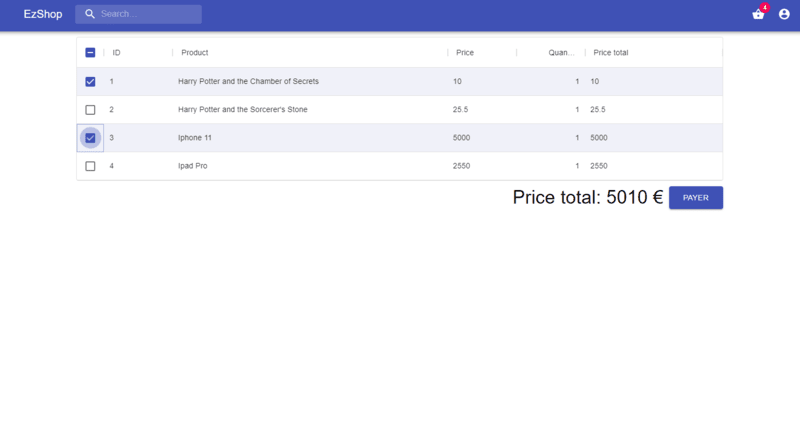 EzShop Search… 4
ID Product Price Quan… Price total
1 Harry Potter and the Chamber of Secrets 10 1 10
2 Harry Potter and the Sorcerer's Stone 25.5 1 25.5
3 Iphone 11 5000 1 5000
4 Ipad Pro 2550 1 2550
Price total: 5010 € PAYER